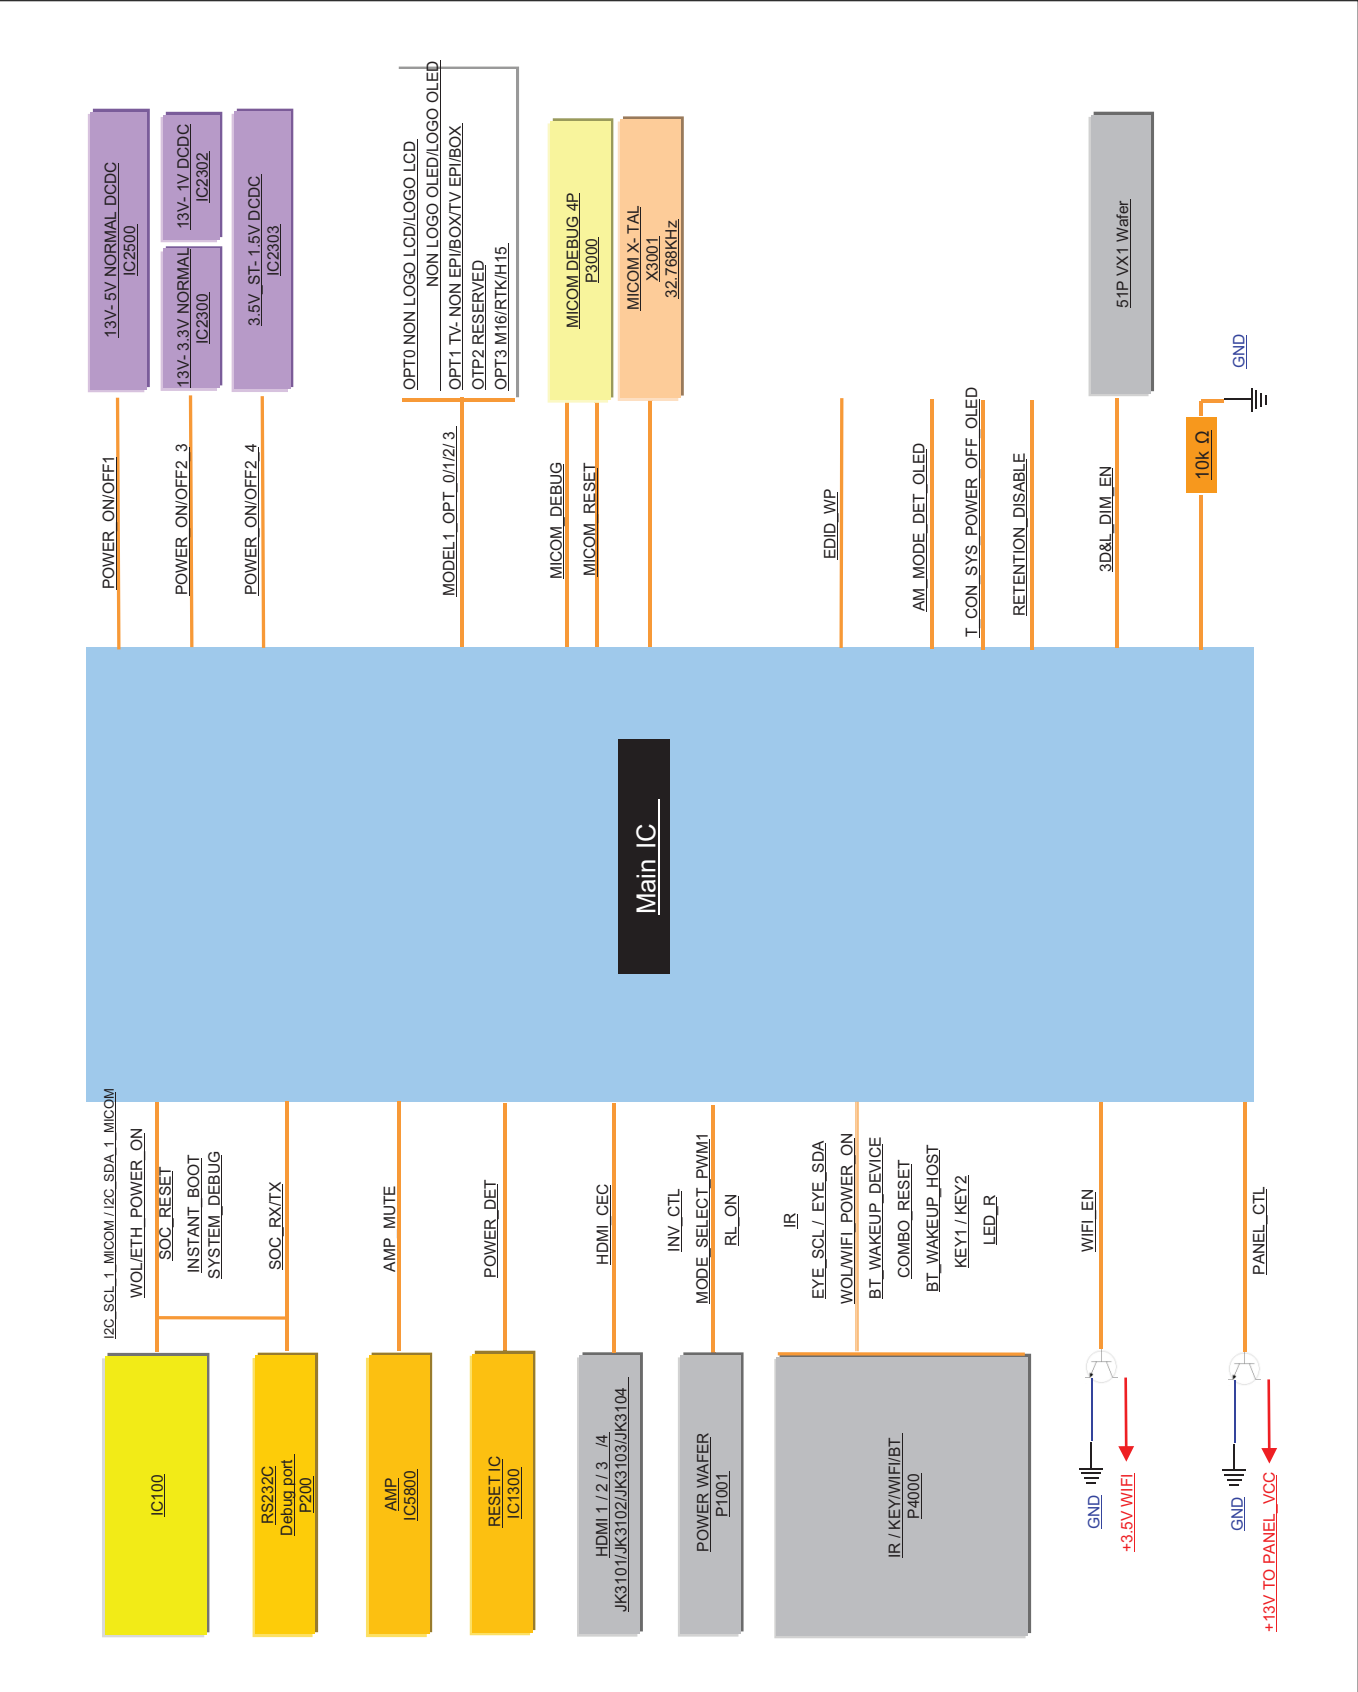 13V- 5V NORMAL DCDC
IC2500
13V- 3.3V NORMAL
IC2300
13V- 1V DCDC
IC2302
3.5V_ST- 1.5V DCDC
IC2303
OPT0 NON LOGO LCD/LOGO LCD
NON LOGO OLED/LOGO OLED
OPT1 TV- NON EPI/BOX/TV EPI/BOX
OTP2 RESERVED
OPT3 M16/RTK/H15
MICOM DEBUG 4P
P3000
MICOM X- TAL
X3001
32.768KHz
51P VX1 Wafer
GND
10k Ω
POWER_ON/OFF1
POWER_ON/OFF2_3
POWER_ON/OFF2_4
MODEL1_OPT_0/1/2/ 3
MICOM_DEBUG
MICOM_RESET
EDID_WP
AM_MODE_DET_OLED
T_CON_SYS_POWER_OFF_OLED
RETENTION_DISABLE
3D&L_DIM_EN
Main IC
I2C_SCL_1_MICOM / I2C_SDA_1_MICOM
WOL/ETH_POWER_ON
SOC_RESET
INSTANT_BOOT
SYSTEM_DEBUG
SOC_RX/TX
AMP_MUTE
POWER_DET
HDMI_CEC
INV_CTL
MODE_SELECT_PWM1
RL_ON
IR
EYE_SCL / EYE_SDA
WOL/WIFI_POWER_ON
BT_WAKEUP_DEVICE
COMBO_RESET
BT_WAKEUP_HOST
KEY1 / KEY2
LED_R
WIFI_EN
PANEL_CTL
IC100
RS232C
Debug port
P200
AMP
IC5800
RESET IC
IC1300
HDMI 1 / 2 / 3 /4
JK3101/JK3102/JK3103/JK3104
POWER WAFER
P1001
IR / KEY/WIFI/BT
P4000
GND
+3.5V WIFI
GND
+13V TO PANEL_VCC